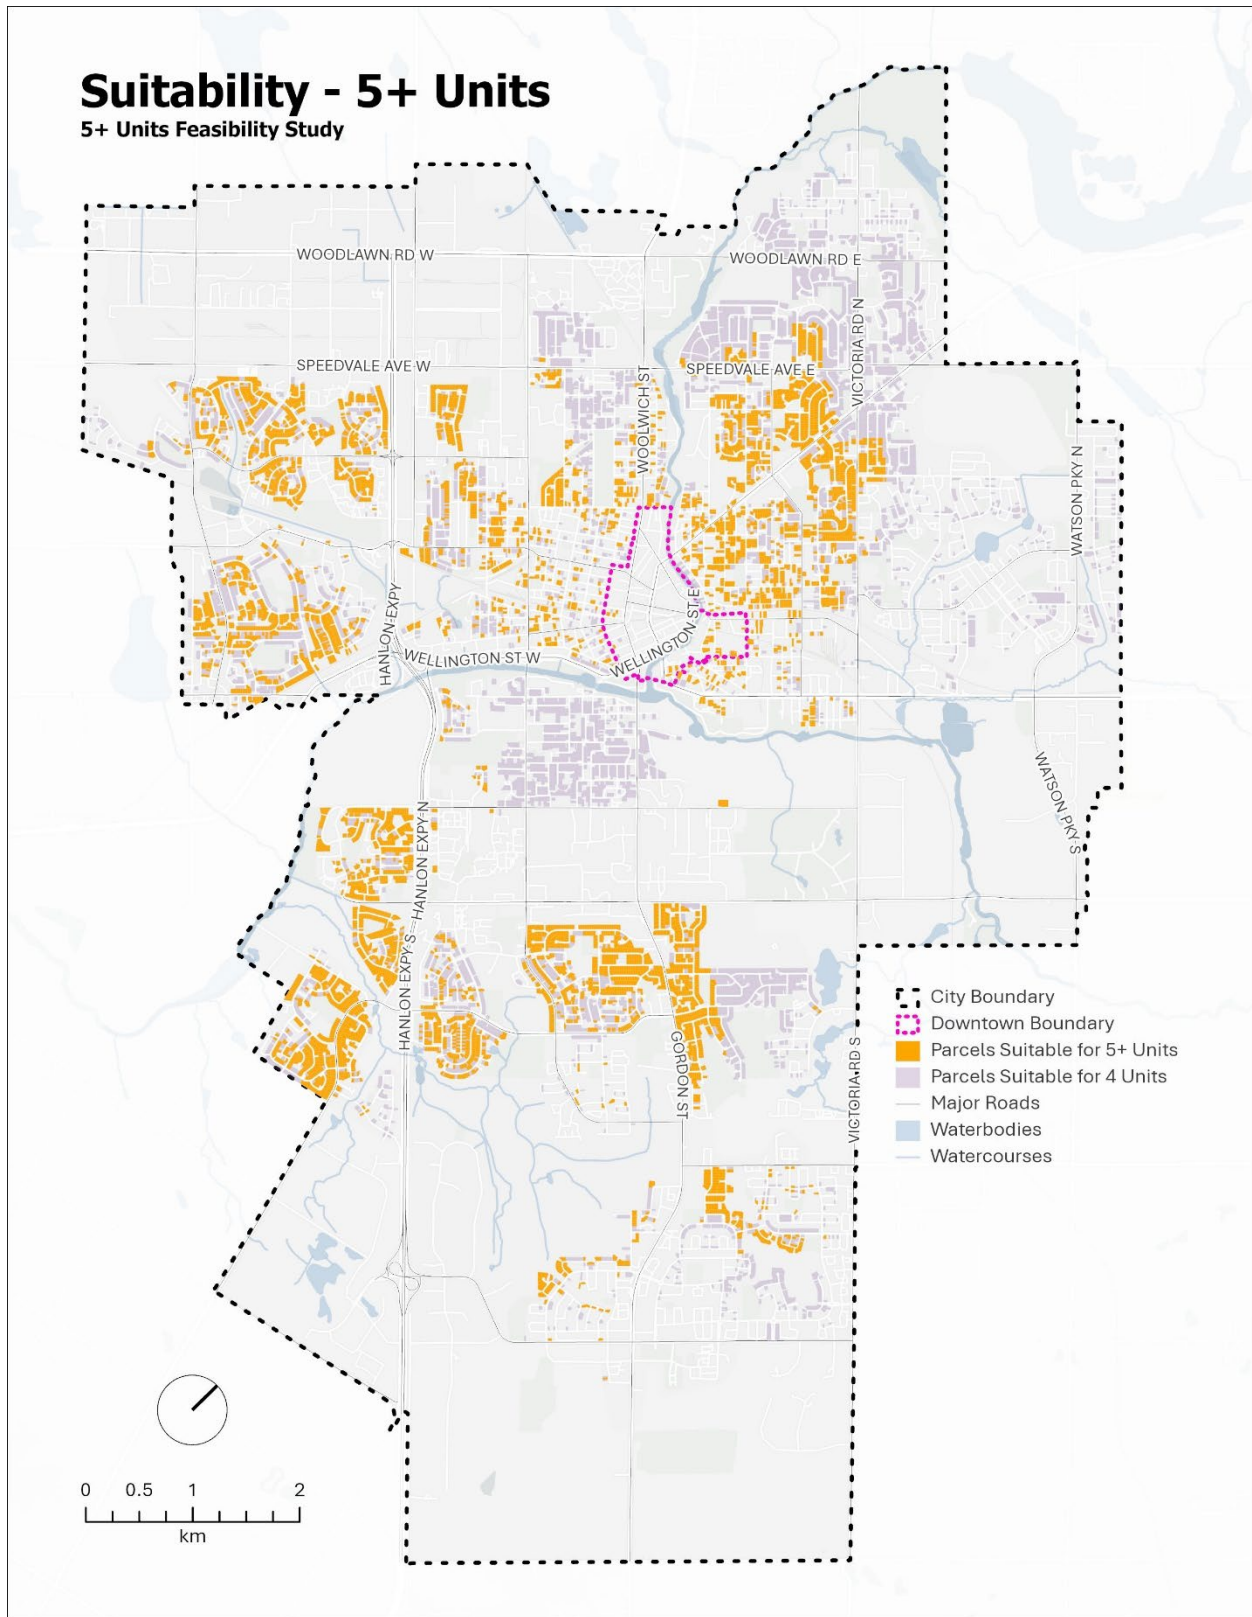 Suitability - 5+ Units
5+ Units Feasibility Study
WOODLAWN RD W
WOODLAWN RD E
VICTORIA RD N
SPEEDVALE AVE W
SPEEDVALE AVE E
WOOLWICH ST
WATSON PKY N
HANLON EXPY
WELLINGTON ST W
WELLINGTON ST E
WATSON PKY S
HANLON EXPY N
HANLON EXPY S
GORDON ST
VICTORIA RD S
City Boundary
Downtown Boundary
Parcels Suitable for 5+ Units
Parcels Suitable for 4 Units
Major Roads
Waterbodies
Watercourses
0 0.5 1 2
km